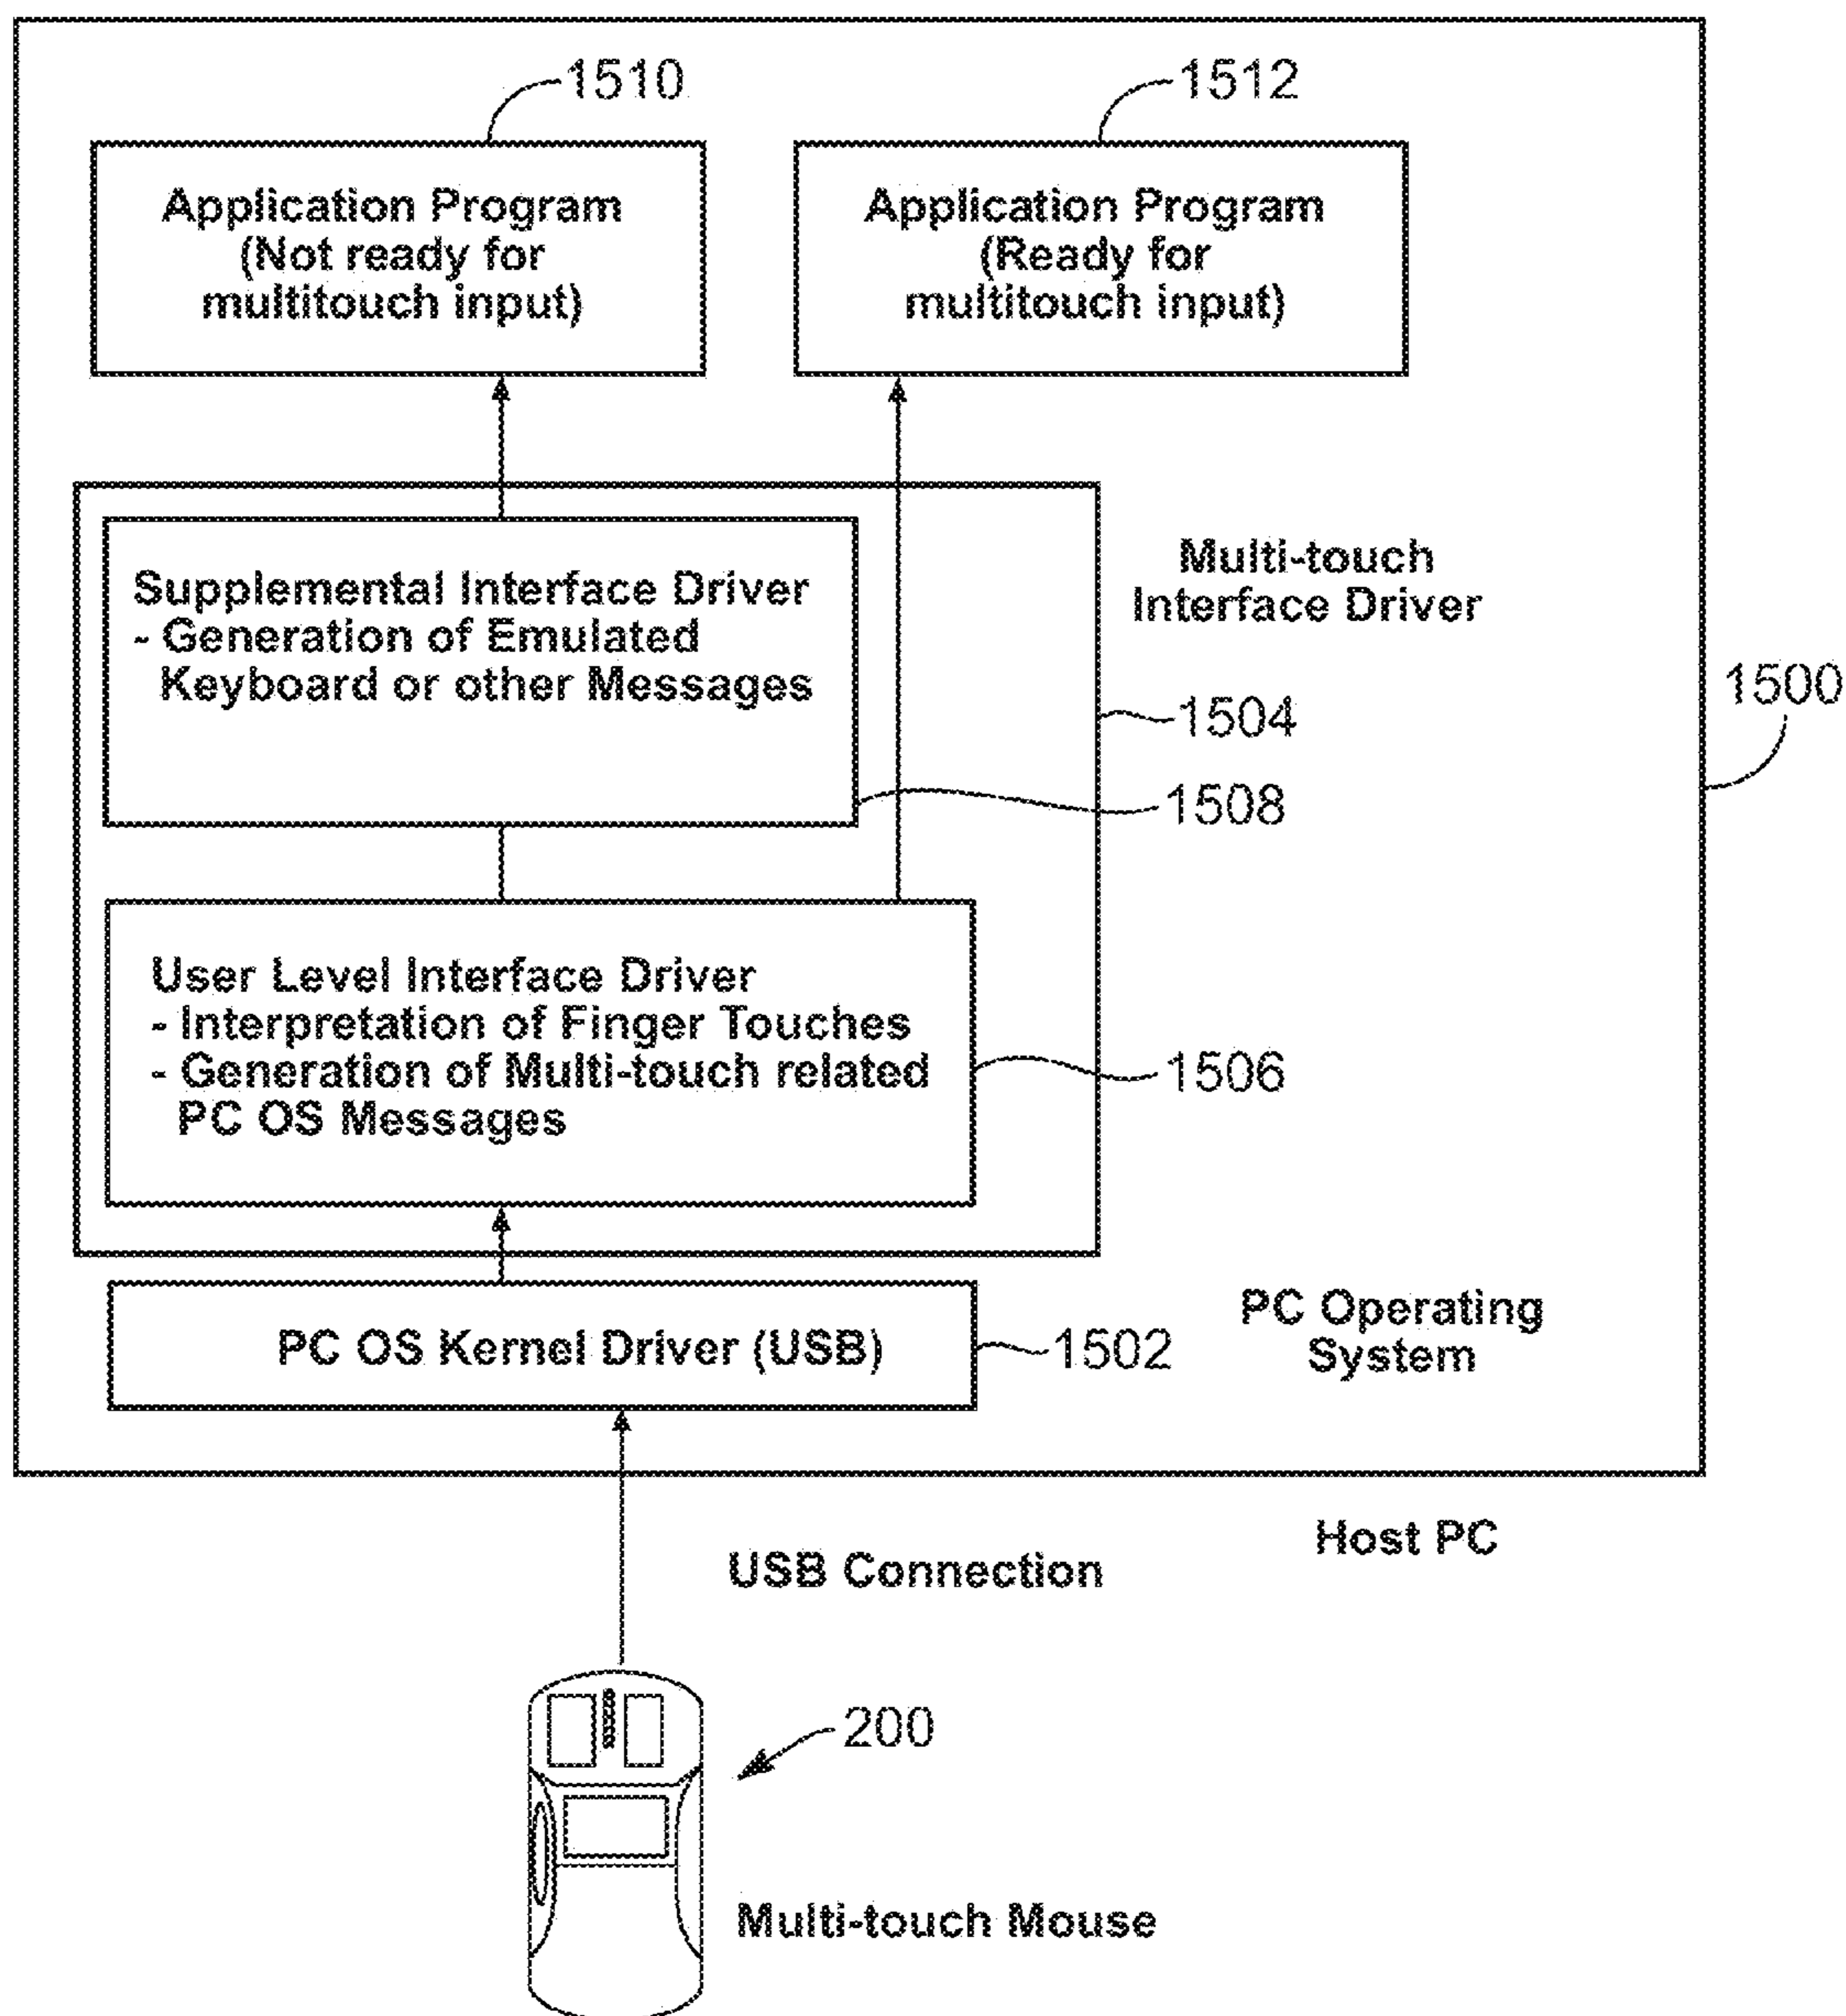 1510
1512
Application Program
(Not ready for
multitouch input)
Application Program
(Ready for
multitouch input)
Supplemental Interface Driver
- Generation of Emulated
Keyboard or other Messages
Multi-touch
Interface Driver
1504
1500
1508
User Level Interface Driver
- Interpretation of Finger Touches
- Generation of Multi-touch related
PC OS Messages
1506
PC OS Kernel Driver (USB)
1502
PC Operating
System
Host PC
USB Connection
200
Multi-touch Mouse